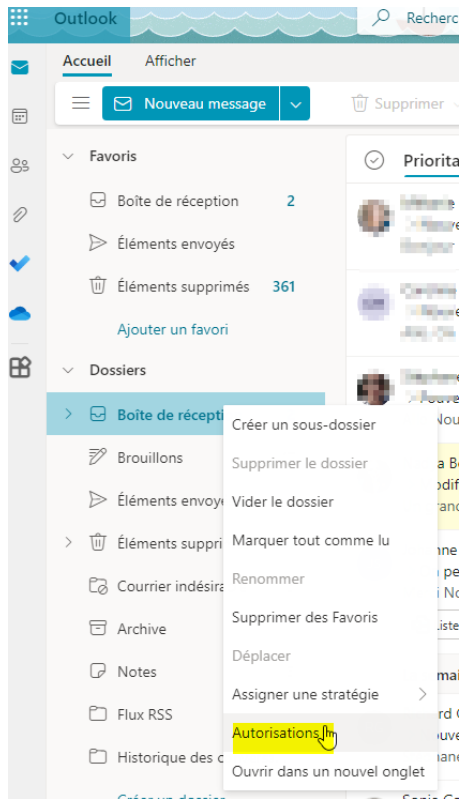 Outlook
Recherc
Accueil Afficher
Nouveau message
Supprimer
Favoris
Priorita
Boîte de réception 2
Éléments envoyés
Éléments supprimés 361
Ajouter un favori
Dossiers
Boîte de récepti
Créer un sous-dossier
Brouillons
Supprimer le dossier
Éléments envoye
Vider le dossier
Éléments suppri
Marquer tout comme lu
Renommer
Courrier indésira
Supprimer des Favoris
Archive
Déplacer
Notes
Assigner une stratégie
Flux RSS
Autorisations
Historique des c
Ouvrir dans un nouvel onglet